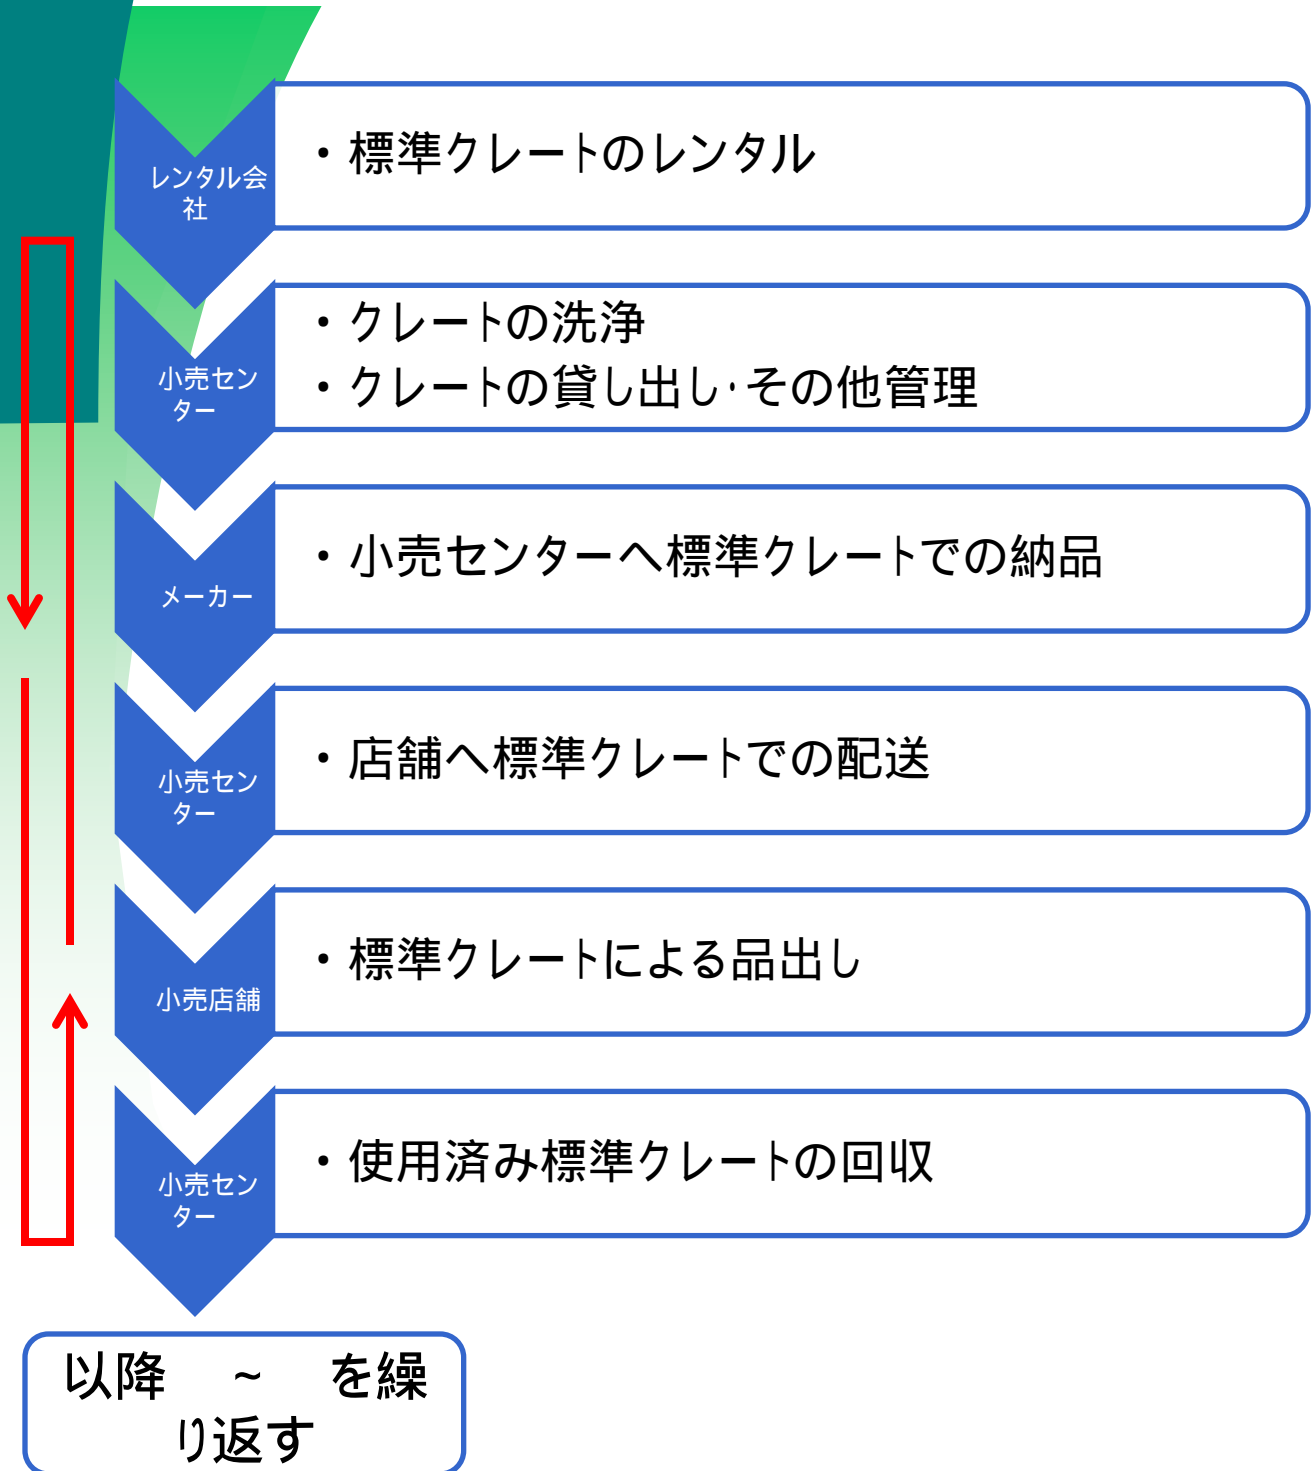 レンタル会
社
・標準クレートのレンタル
小売セン
ター
・クレートの洗浄
・クレートの貸し出し･その他管理
メーカー
・小売センターへ標準クレートでの納品
小売セン
ター
・店舗へ標準クレートでの配送
小売店舗
・標準クレートによる品出し
小売セン
ター
・使用済み標準クレートの回収
以降　~　を繰
り返す